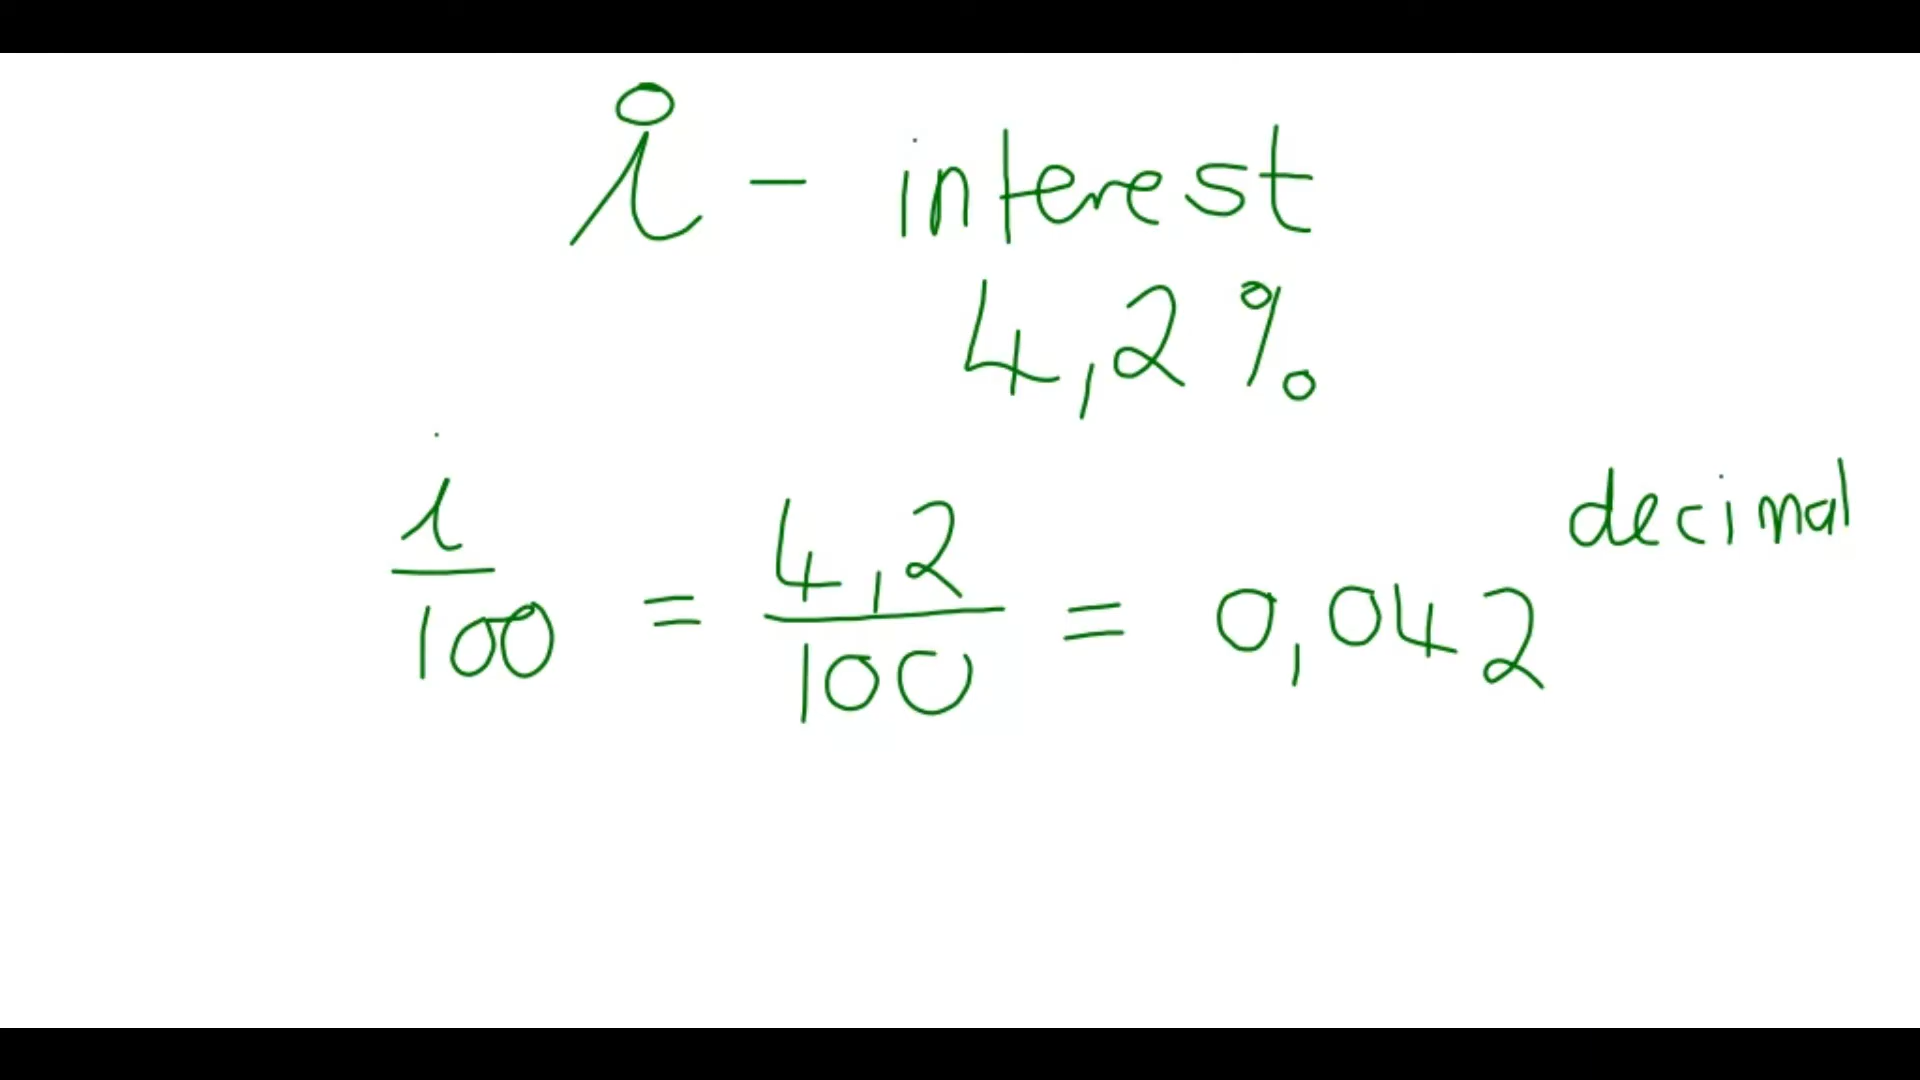 i - interest
4,2%
decimal
i/100 = 4,2/100 = 0,042